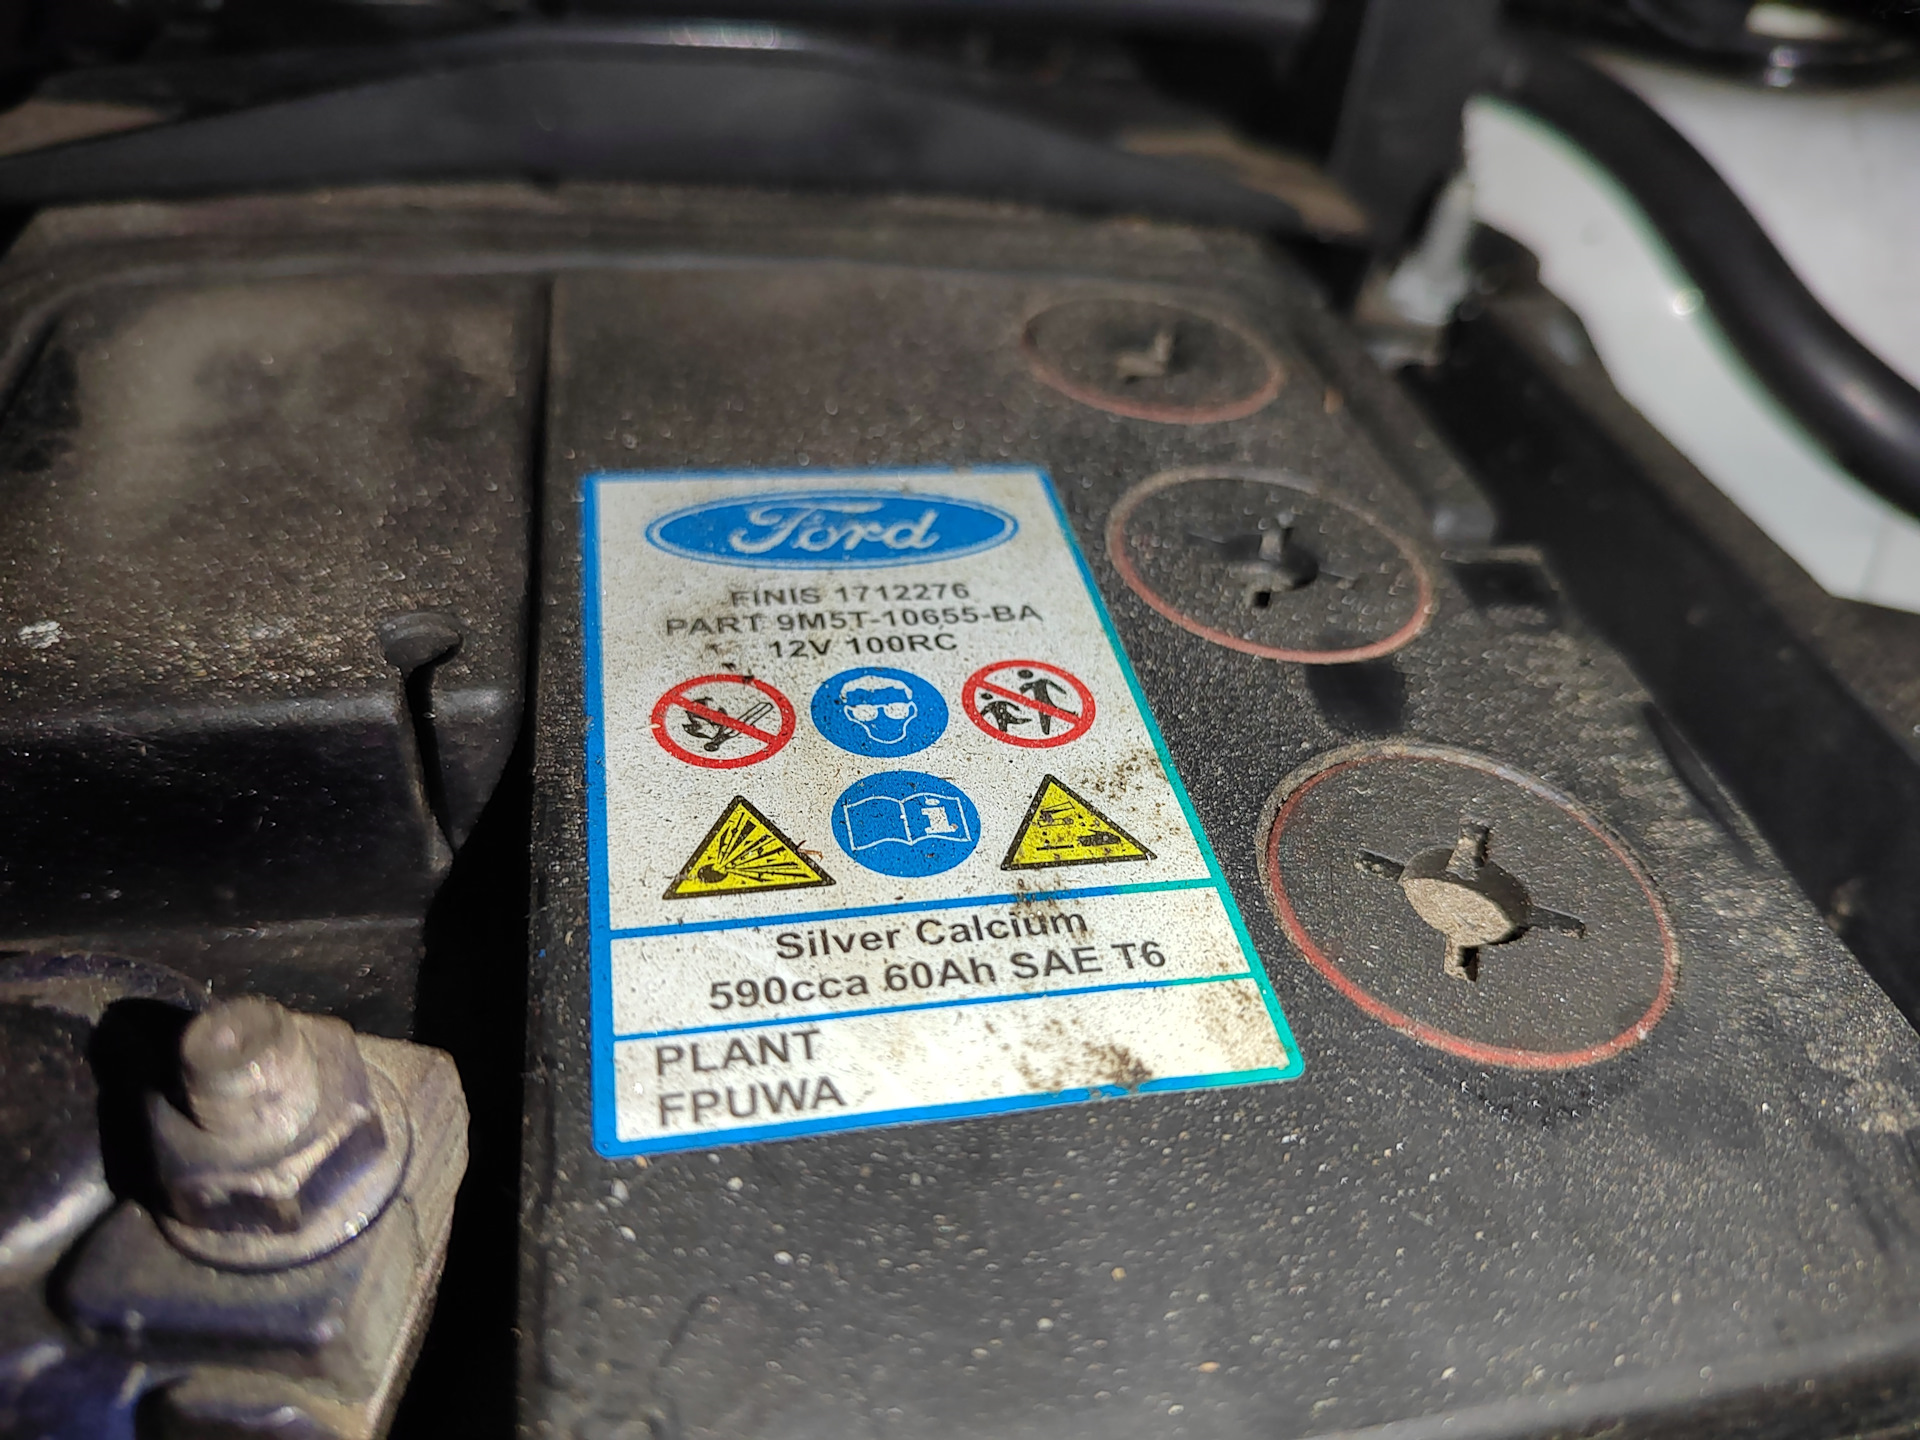 Ford
FINIS 1712276
PART 9M5T-10655-BA
12V 100RC
Silver Calcium
590cca 60Ah SAE T6
PLANT
FPUWA